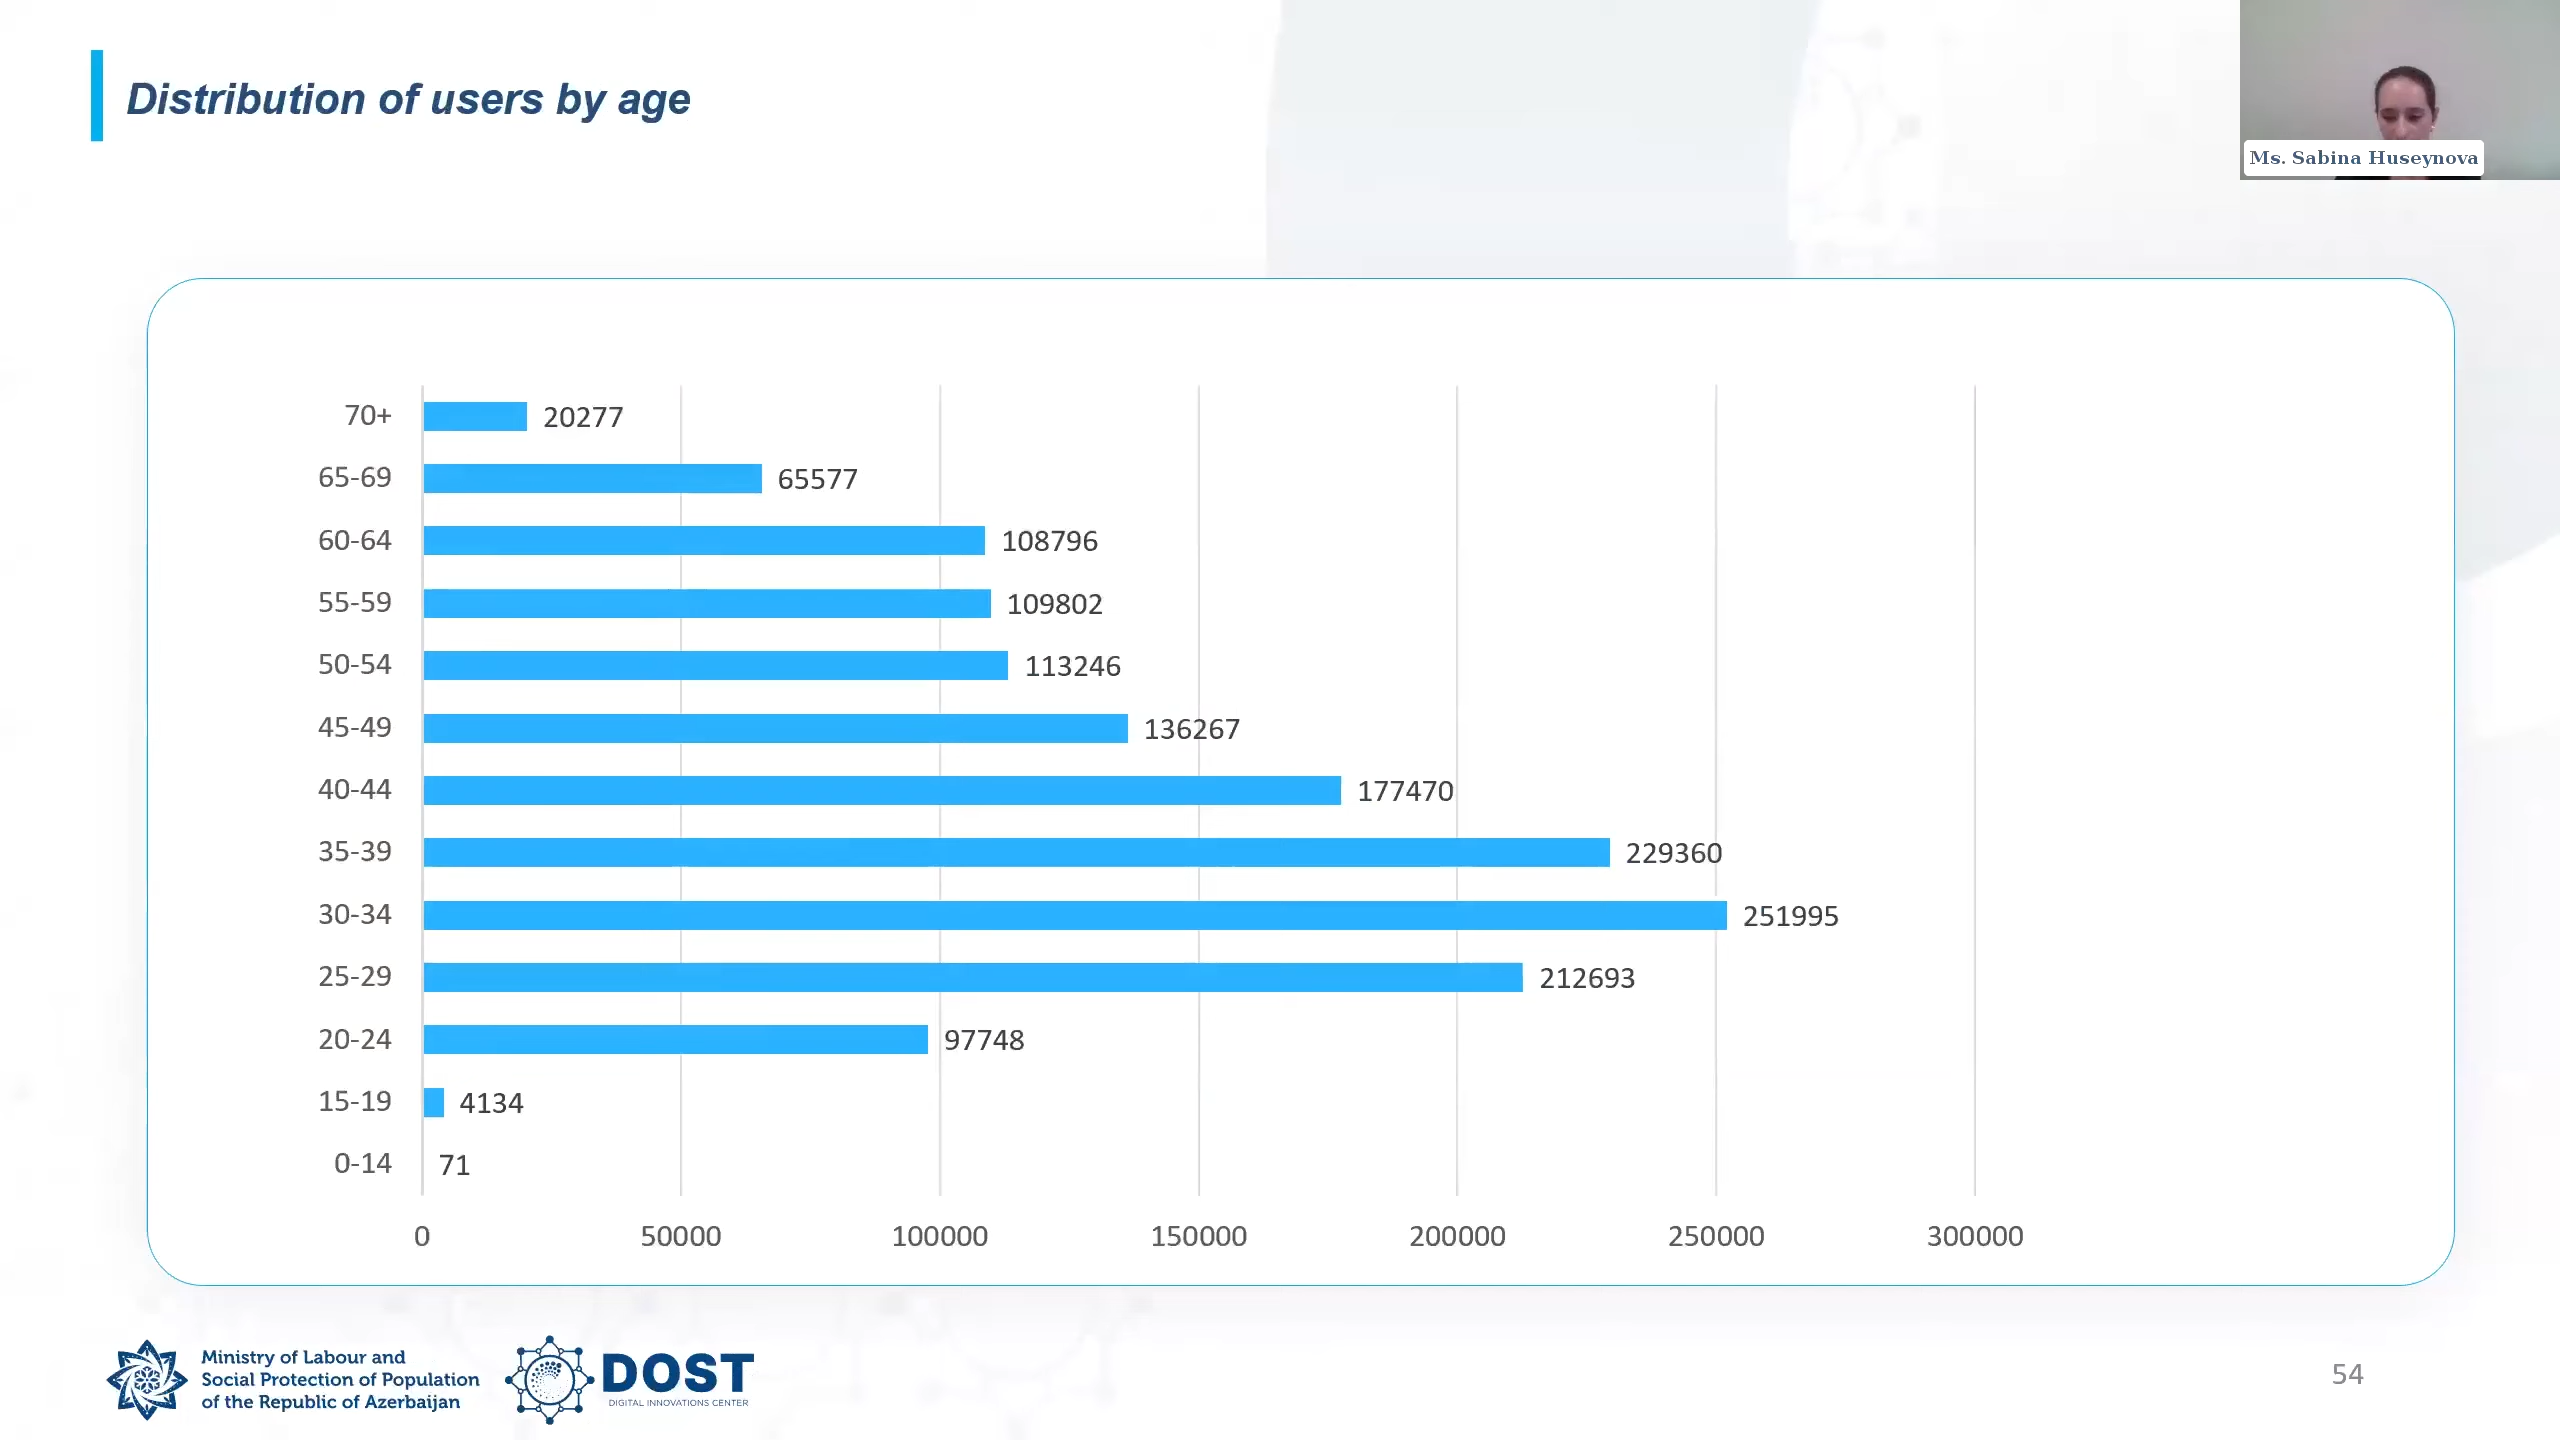 Distribution of users by age
Ms. Sabina Huseynova
70+ 20277
65-69 65577
60-64 108796
55-59 109802
50-54 113246
45-49 136267
40-44 177470
35-39 229360
30-34 251995
25-29 212693
20-24 97748
15-19 4134
0-14 71
0 50000 100000 150000 200000 250000 300000
Ministry of Labour and
Social Protection of Population
of the Republic of Azerbaijan
DOST
DIGITAL INNOVATIONS CENTER
54